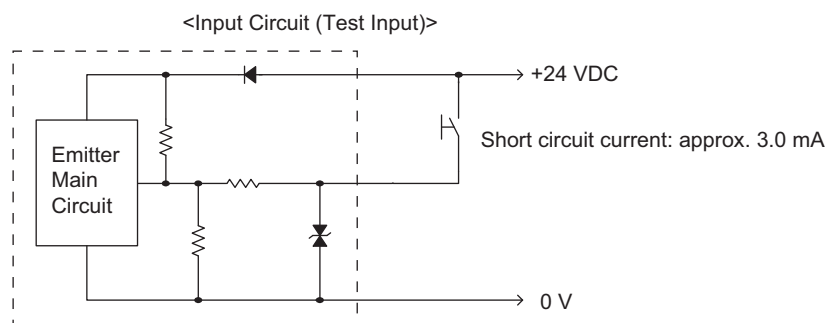 <Input Circuit (Test Input)>
+24 VDC
Short circuit current: approx. 3.0 mA
Emitter
Main
Circuit
0 V